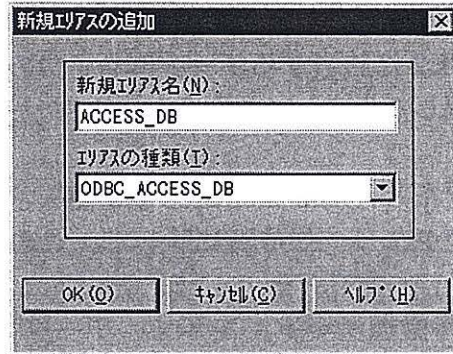 新規エリアスの追加
新規エリアス名(N):
ACCESS_DB
エリアスの種類(T):
ODBC_ACCESS_DB
OK(O) キャンセル(C) ヘルプ(H)